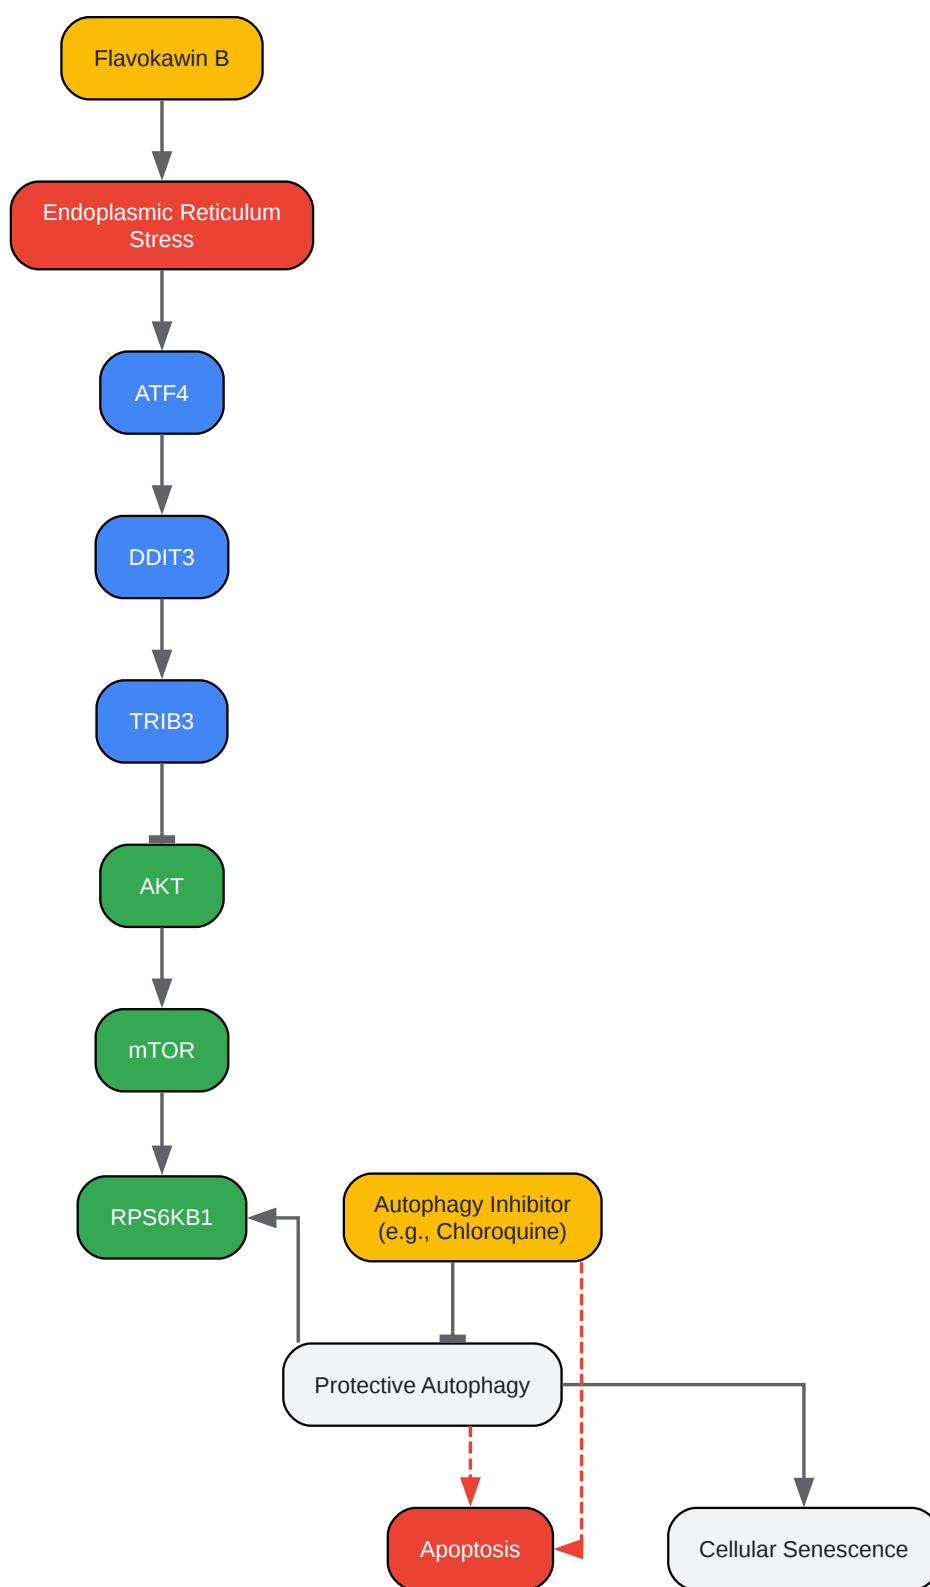 Flavokawin B
Endoplasmic Reticulum
Stress
ATF4
DDIT3
TRIB3
AKT
mTOR
RPS6KB1
Autophagy Inhibitor
(e.g., Chloroquine)
Protective Autophagy
Apoptosis
Cellular Senescence